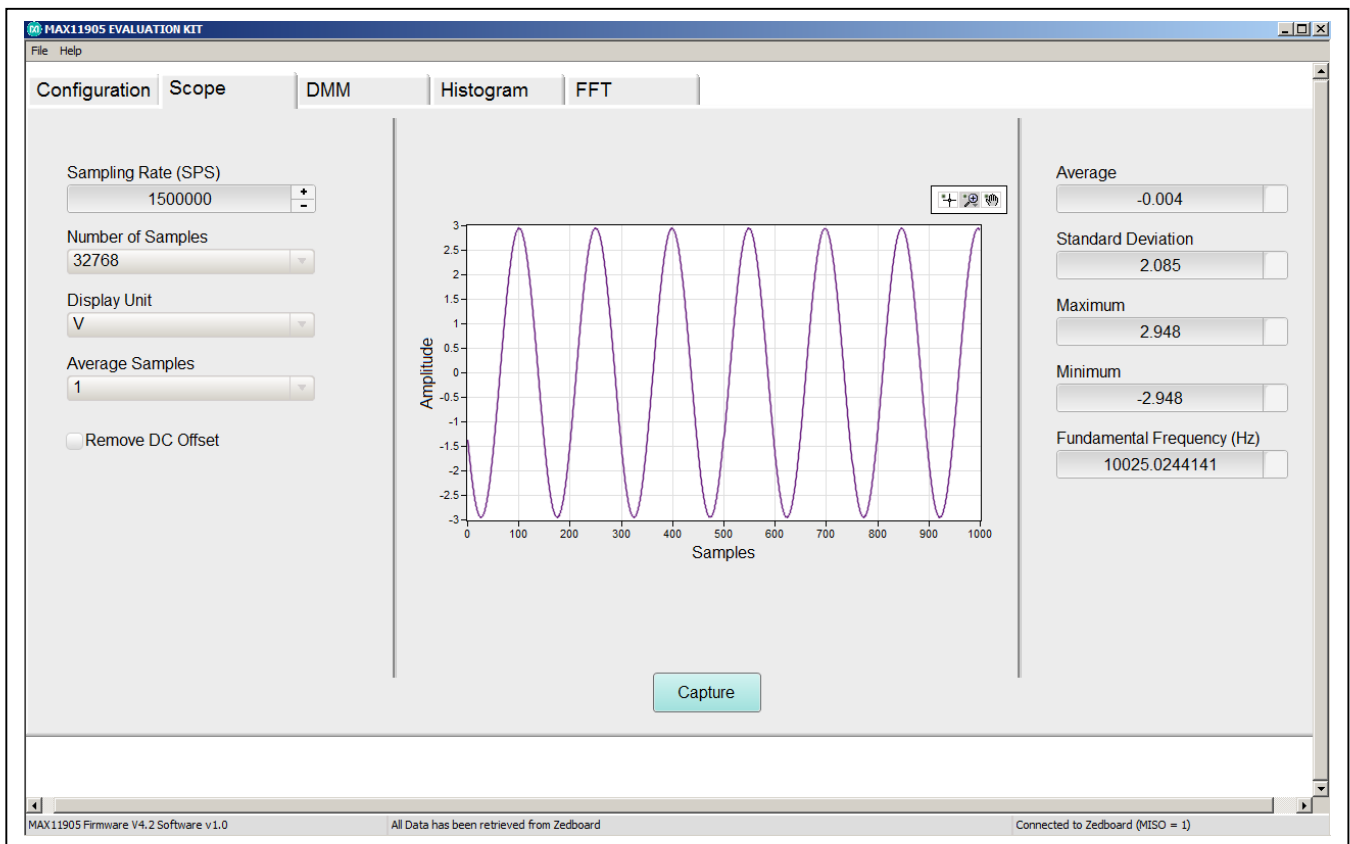 MAX11905 EVALUATION KIT
File Help
Configuration Scope DMM Histogram FFT
Sampling Rate (SPS)
1500000
Number of Samples
32768
Display Unit
V
Average Samples
1
Remove DC Offset
3
2.5
2
1.5
1
0.5
0
-0.5
-1
-1.5
-2
-2.5
-3
Amplitude
0 100 200 300 400 500 600 700 800 900 1000
Samples
Capture
Average
-0.004
Standard Deviation
2.085
Maximum
2.948
Minimum
-2.948
Fundamental Frequency (Hz)
10025.0244141
MAX11905 Firmware V4.2 Software v1.0 All Data has been retrieved from Zedboard Connected to Zedboard (MISO = 1)